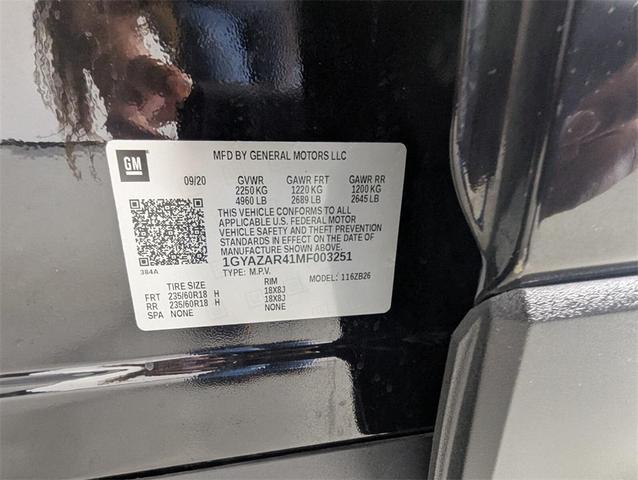 GM
MFD BY GENERAL MOTORS LLC
09/20 GVWR GAWR FRT GAWR RR
2250 KG 1220 KG 1200 KG
4960 LB 2689 LB 2645 LB
THIS VEHICLE CONFORMS TO ALL
APPLICABLE U.S. FEDERAL MOTOR
VEHICLE SAFETY AND THEFT PREVENTION
STANDARDS IN EFFECT ON THE DATE OF
MANUFACTURE SHOWN ABOVE.
1GYAZAR41MF003251
384A TYPE: M.P.V. MODEL: 116ZB26
TIRE SIZE RIM
FRT 235/60R18 H 18X8J
RR 235/60R18 H 18X8J
SPA NONE NONE